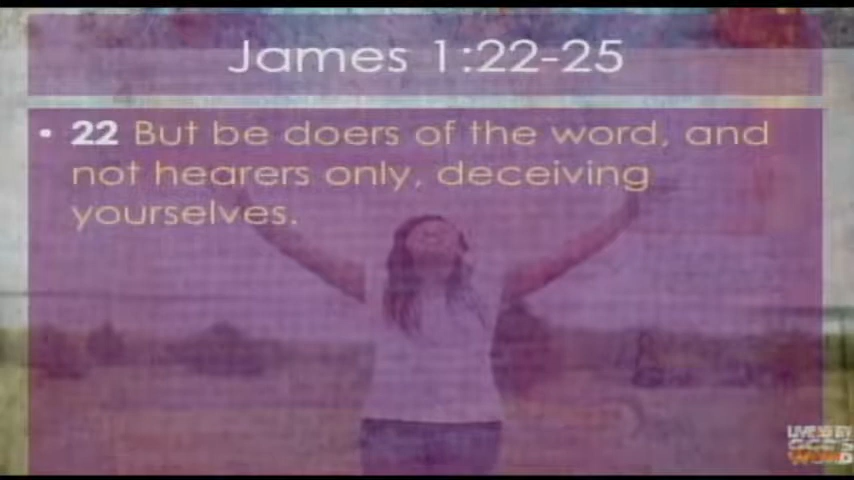 James 1:22-25
• 22 But be doers of the word, and
not hearers only, deceiving
yourselves.